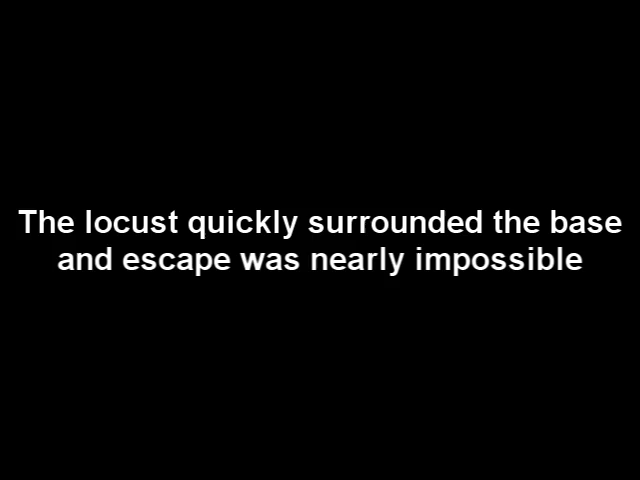 The locust quickly surrounded the base
and escape was nearly impossible